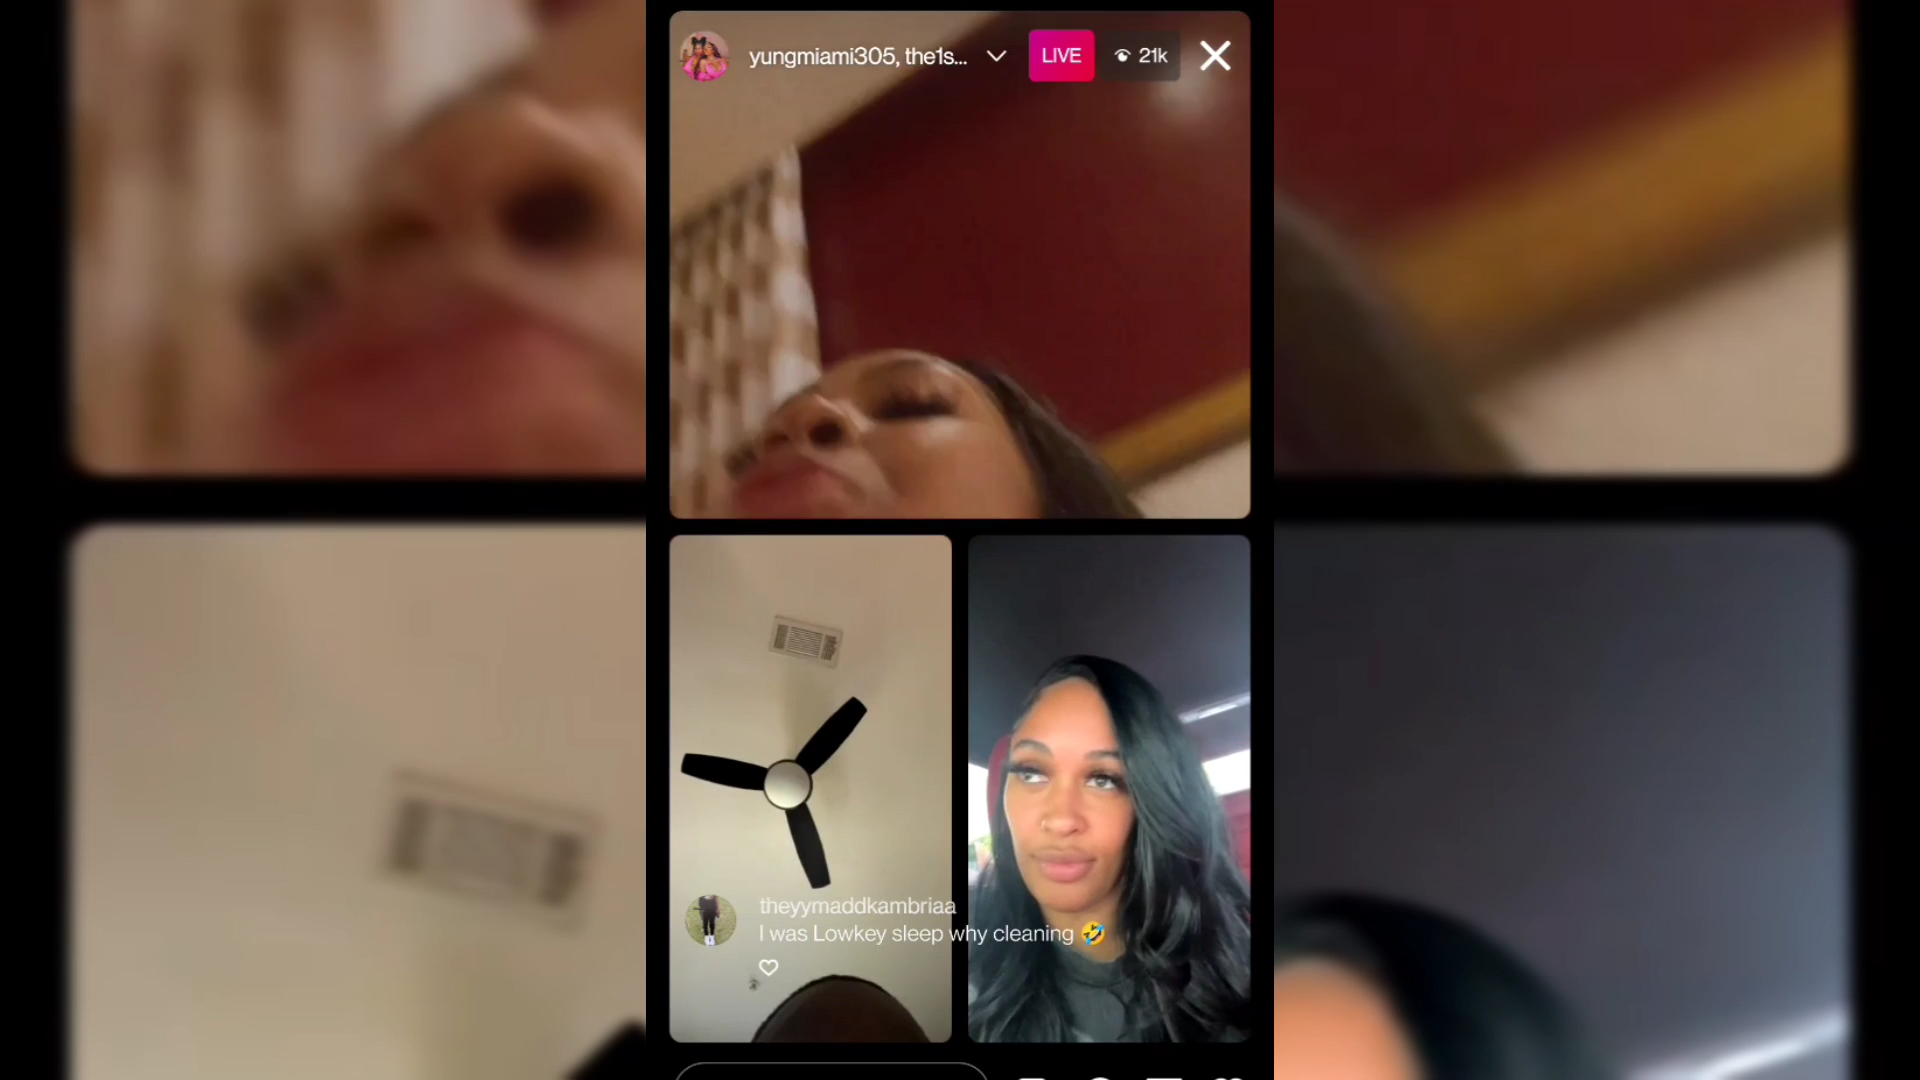 yungmiami305, the1s...
LIVE
21k
theyymaddkambriaa
I was Lowkey sleep why cleaning 🤣